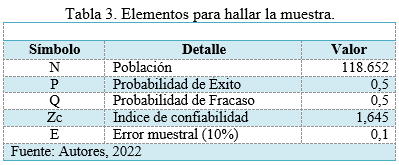 Tabla 3. Elementos para hallar la muestra.
Símbolo Detalle Valor
N Población 118.652
P Probabilidad de Éxito 0,5
Q Probabilidad de Fracaso 0,5
Zc Indice de confiabilidad 1,645
E Error muestral (10%) 0,1
Fuente: Autores, 2022